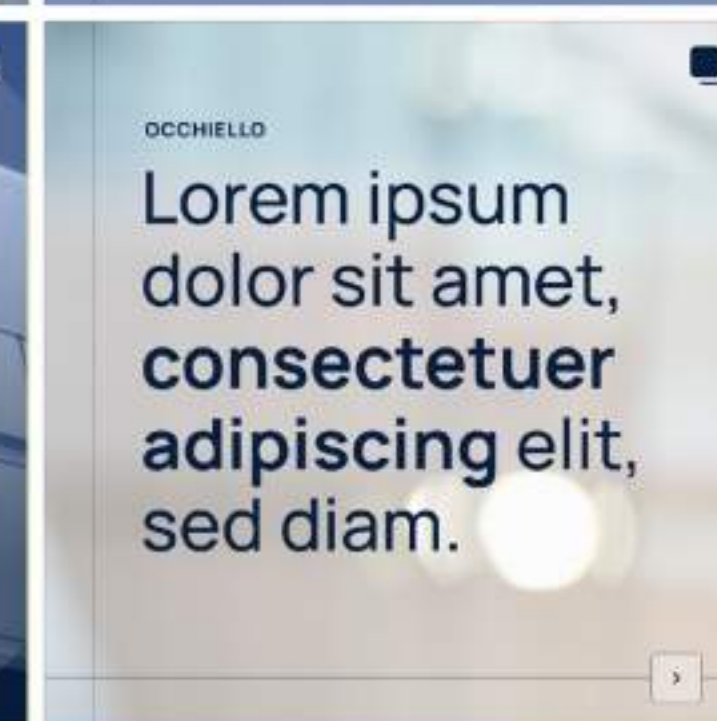 OCCHIELLO
Lorem ipsum
dolor sit amet,
consectetuer
adipiscing elit,
sed diam.